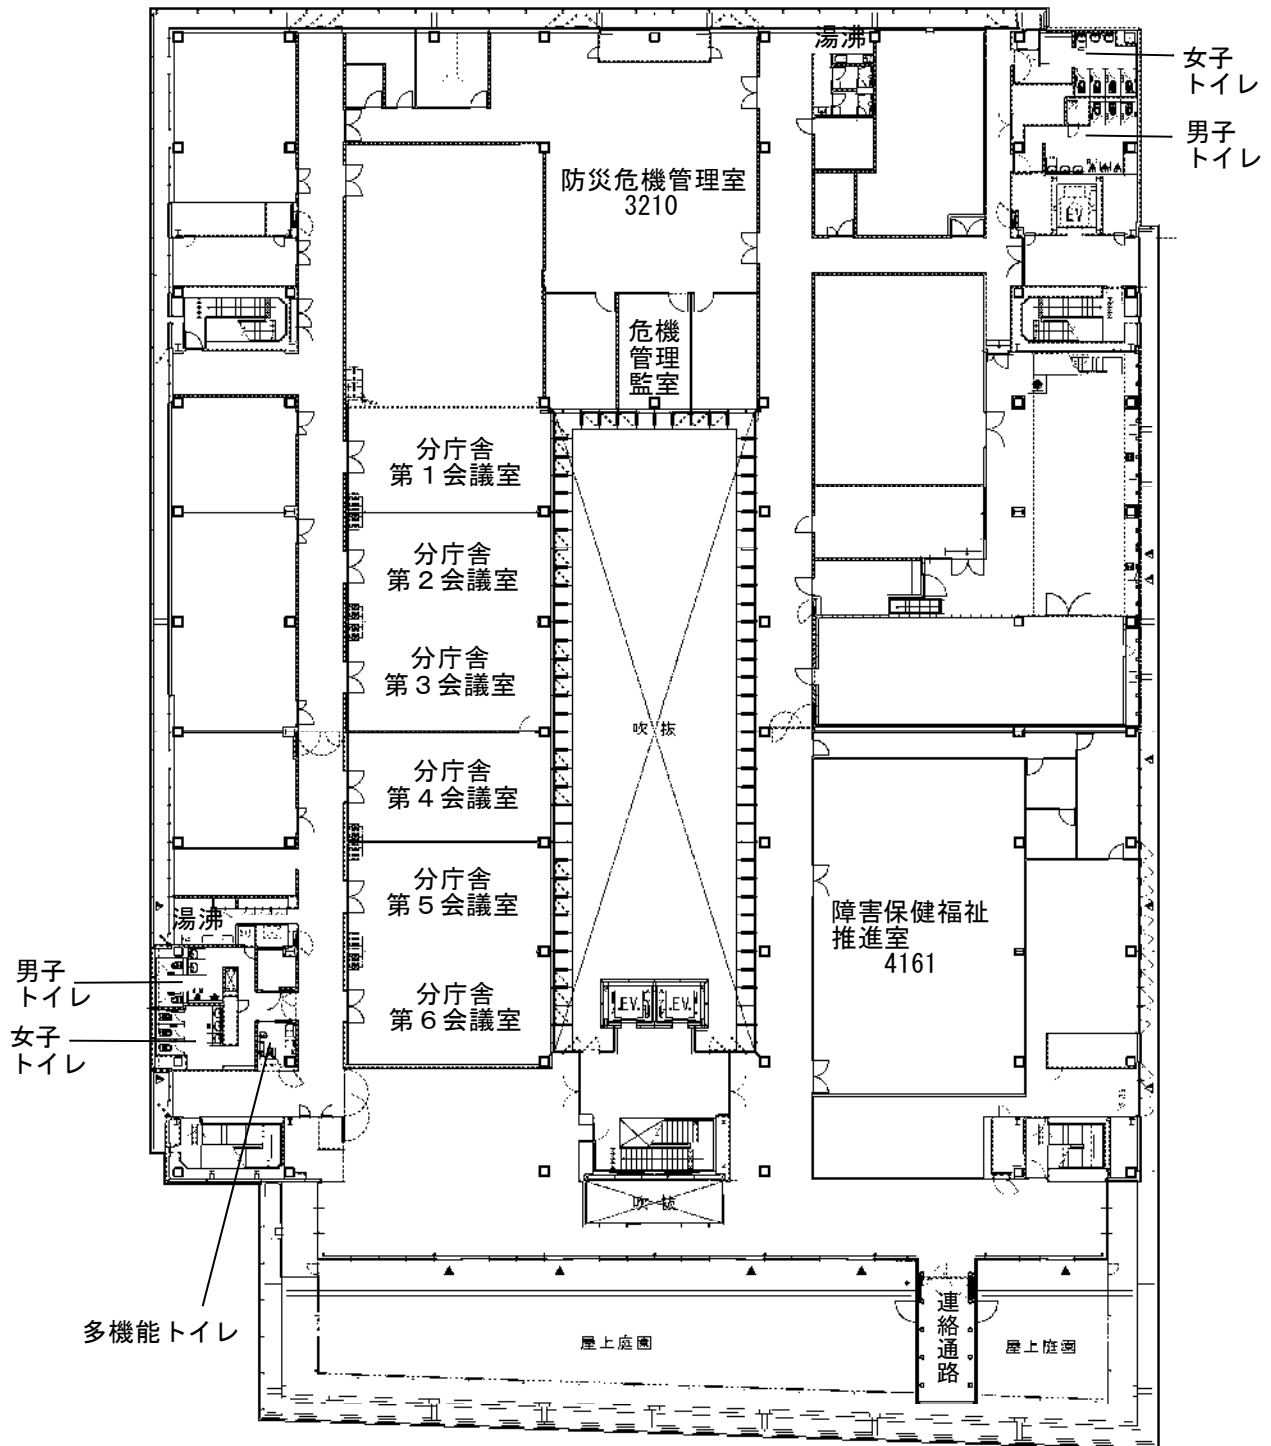 湯沸
女子
トイレ
男子
トイレ
防災危機管理室
3210
EV
危機
管理
監室
分庁舎
第１会議室
分庁舎
第２会議室
分庁舎
第３会議室
吹 抜
分庁舎
第４会議室
分庁舎
第５会議室
障害保健福祉
推進室
4161
湯沸
男子
トイレ
女子
トイレ
分庁舎
第６会議室
EV.
EV.
吹 抜
多機能トイレ
屋上庭園
連絡通路
屋上庭園